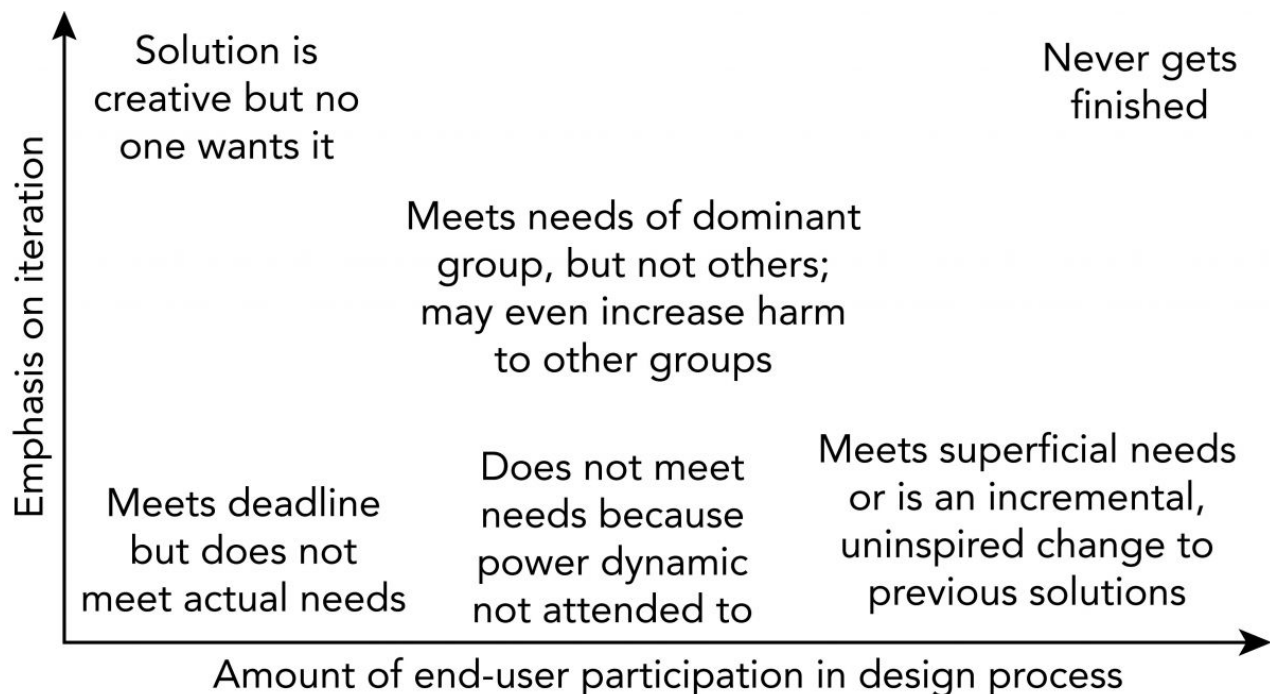 Emphasis on iteration
Solution is
creative but no
one wants it
Never gets
finished
Meets needs of dominant
group, but not others;
may even increase harm
to other groups
Meets deadline
but does not
meet actual needs
Does not meet
needs because
power dynamic
not attended to
Meets superficial needs
or is an incremental,
uninspired change to
previous solutions
Amount of end-user participation in design process